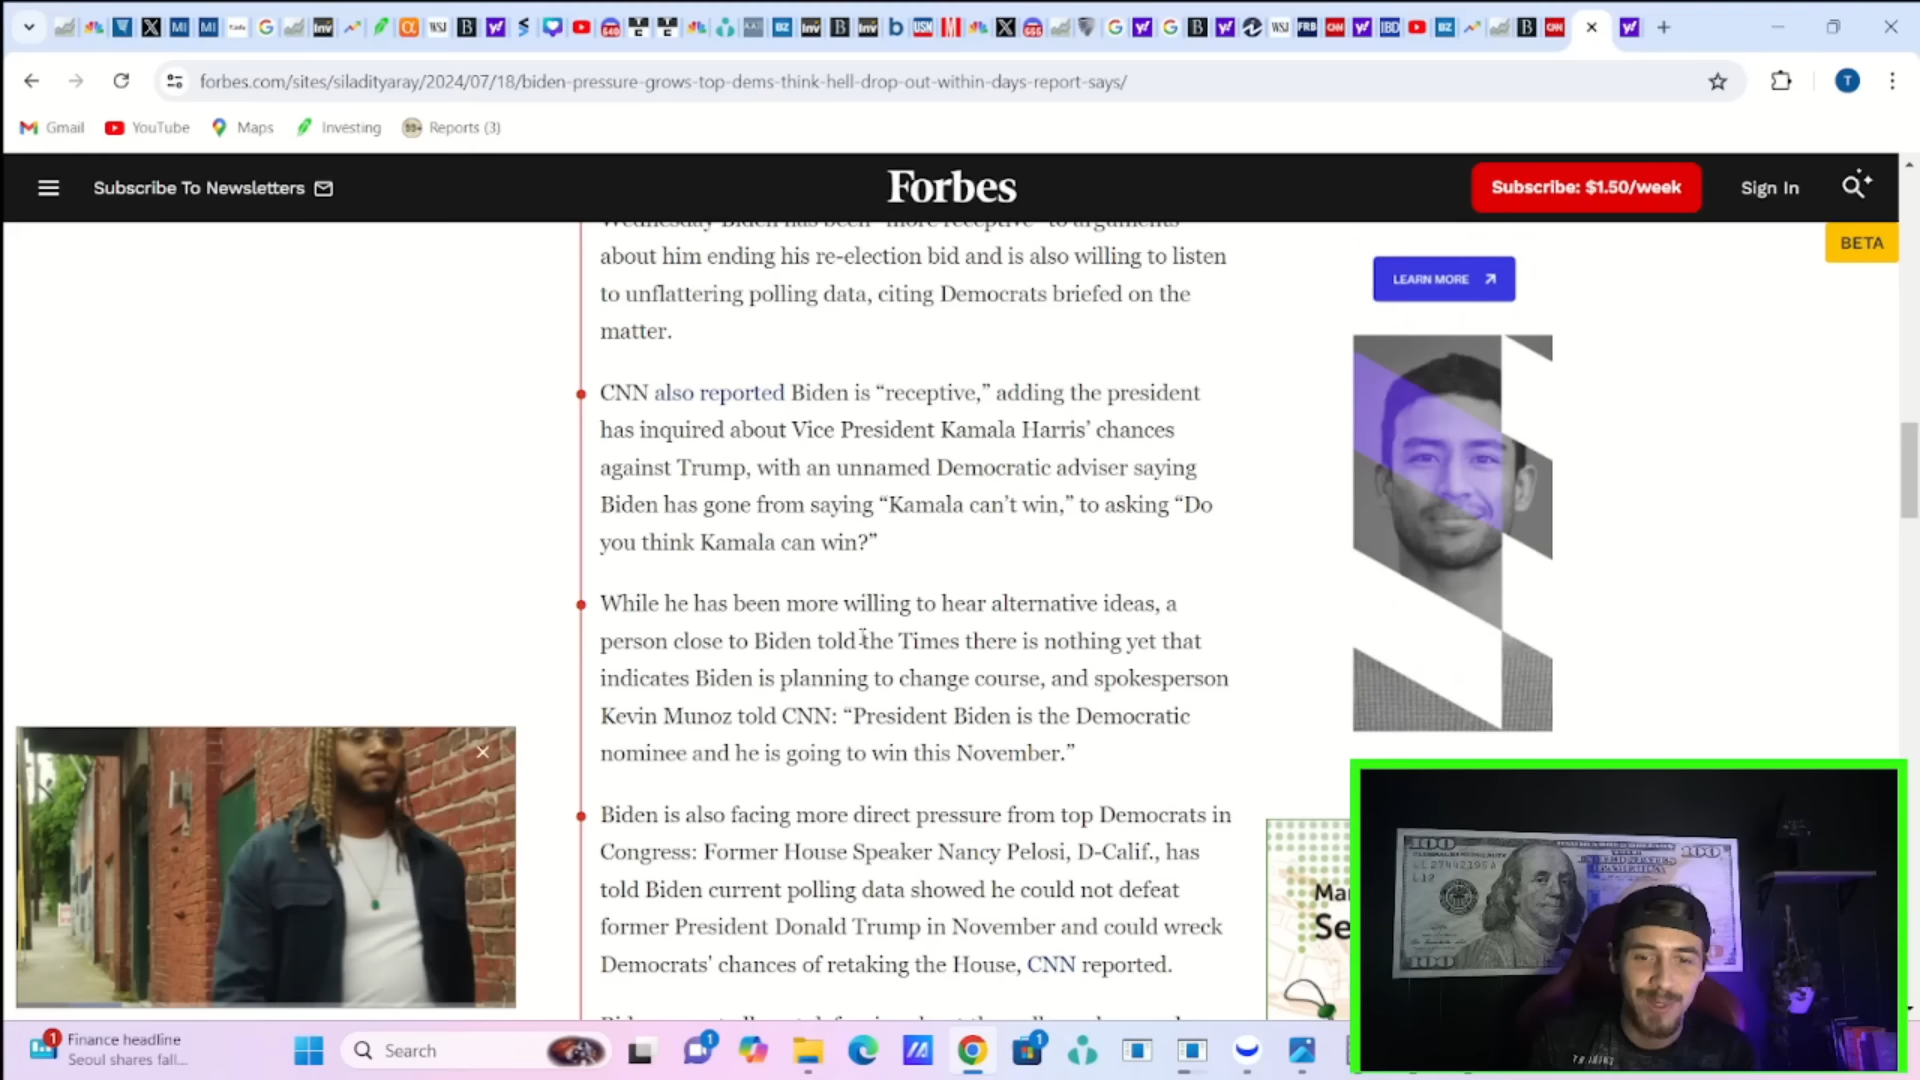 forbes.com/sites/siladityaray/2024/07/18/biden-pressure-grows-top-dems-think-hell-drop-out-within-days-report-says/
T
Gmail
YouTube
Maps
Investing
Reports (3)
Subscribe To Newsletters
Forbes
Subscribe: $1.50/week
Sign In
BETA
Wednesday Biden has been “more receptive” to arguments
about him ending his re-election bid and is also willing to listen
to unflattering polling data, citing Democrats briefed on the
matter.
LEARN MORE
CNN also reported Biden is “receptive,” adding the president
has inquired about Vice President Kamala Harris’ chances
against Trump, with an unnamed Democratic adviser saying
Biden has gone from saying “Kamala can’t win,” to asking “Do
you think Kamala can win?”
While he has been more willing to hear alternative ideas, a
person close to Biden told the Times there is nothing yet that
indicates Biden is planning to change course, and spokesperson
Kevin Munoz told CNN: “President Biden is the Democratic
nominee and he is going to win this November.”
Biden is also facing more direct pressure from top Democrats in
Congress: Former House Speaker Nancy Pelosi, D-Calif., has
told Biden current polling data showed he could not defeat
former President Donald Trump in November and could wreck
Democrats' chances of retaking the House, CNN reported.
Ma
Se
100
100
100
Finance headline
Seoul shares fall...
Search